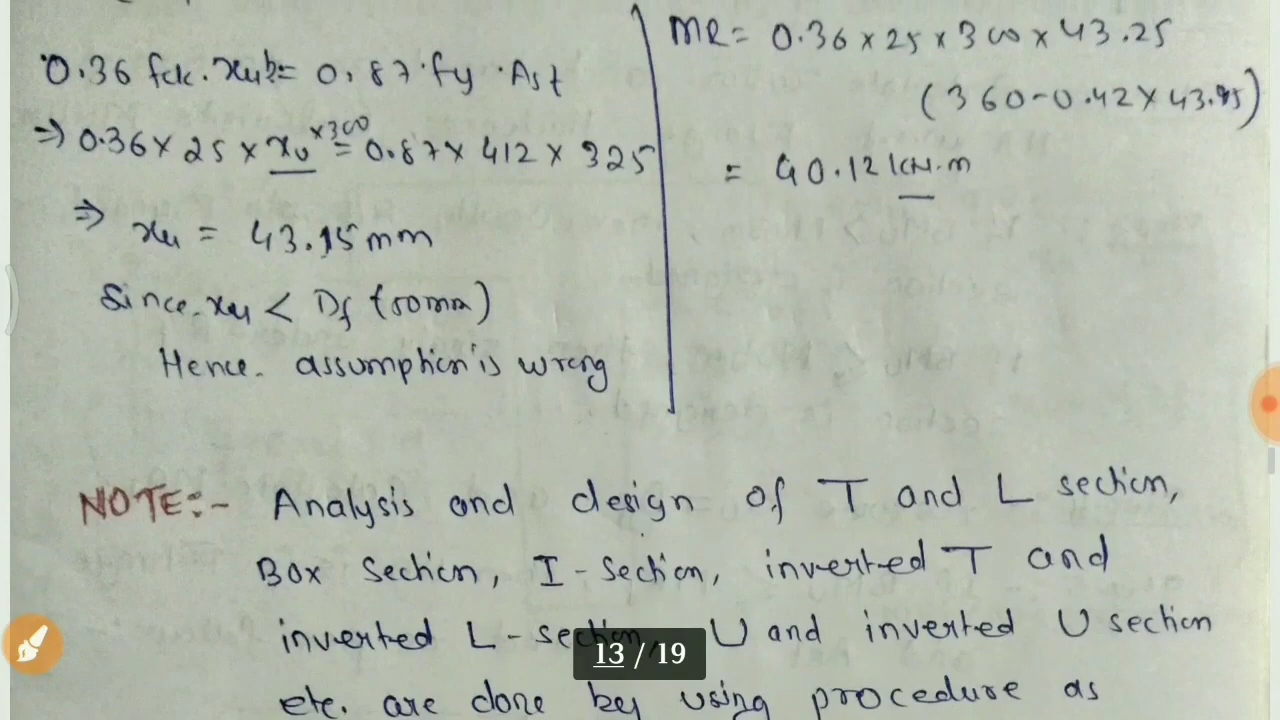 0.36 fck. xub = 0.87 fy . Ast
⇒ 0.36 × 25 × xu ×300 = 0.87 × 412 × 325
⇒ xu = 43.15 mm
Since xu < Df (50mm)
Hence assumption is wrong
MR = 0.36 × 25 × 300 × 43.25
(360 - 0.42 × 43.45)
= 40.12 kN.m
NOTE:- Analysis and design of T and L section,
Box section, I - section, inverted T and
inverted L - section, U and inverted U section
etc. are done by using procedure as
13 / 19